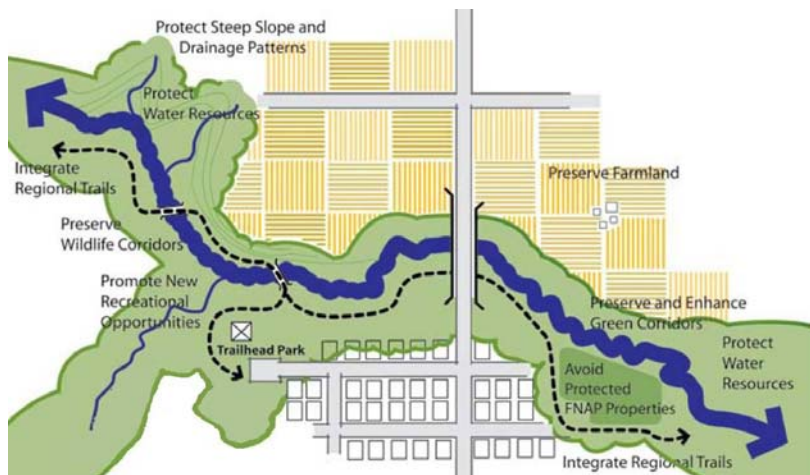 Protect Steep Slope and
Drainage Patterns
Protect
Water Resources
Integrate
Regional Trails
Preserve Farmland
Preserve
Wildlife Corridors
Promote New
Recreational
Opportunities
Preserve and Enhance
Green Corridors
Trailhead Park
Protect
Water
Resources
Avoid
Protected
FNAP Properties
Integrate Regional Trails